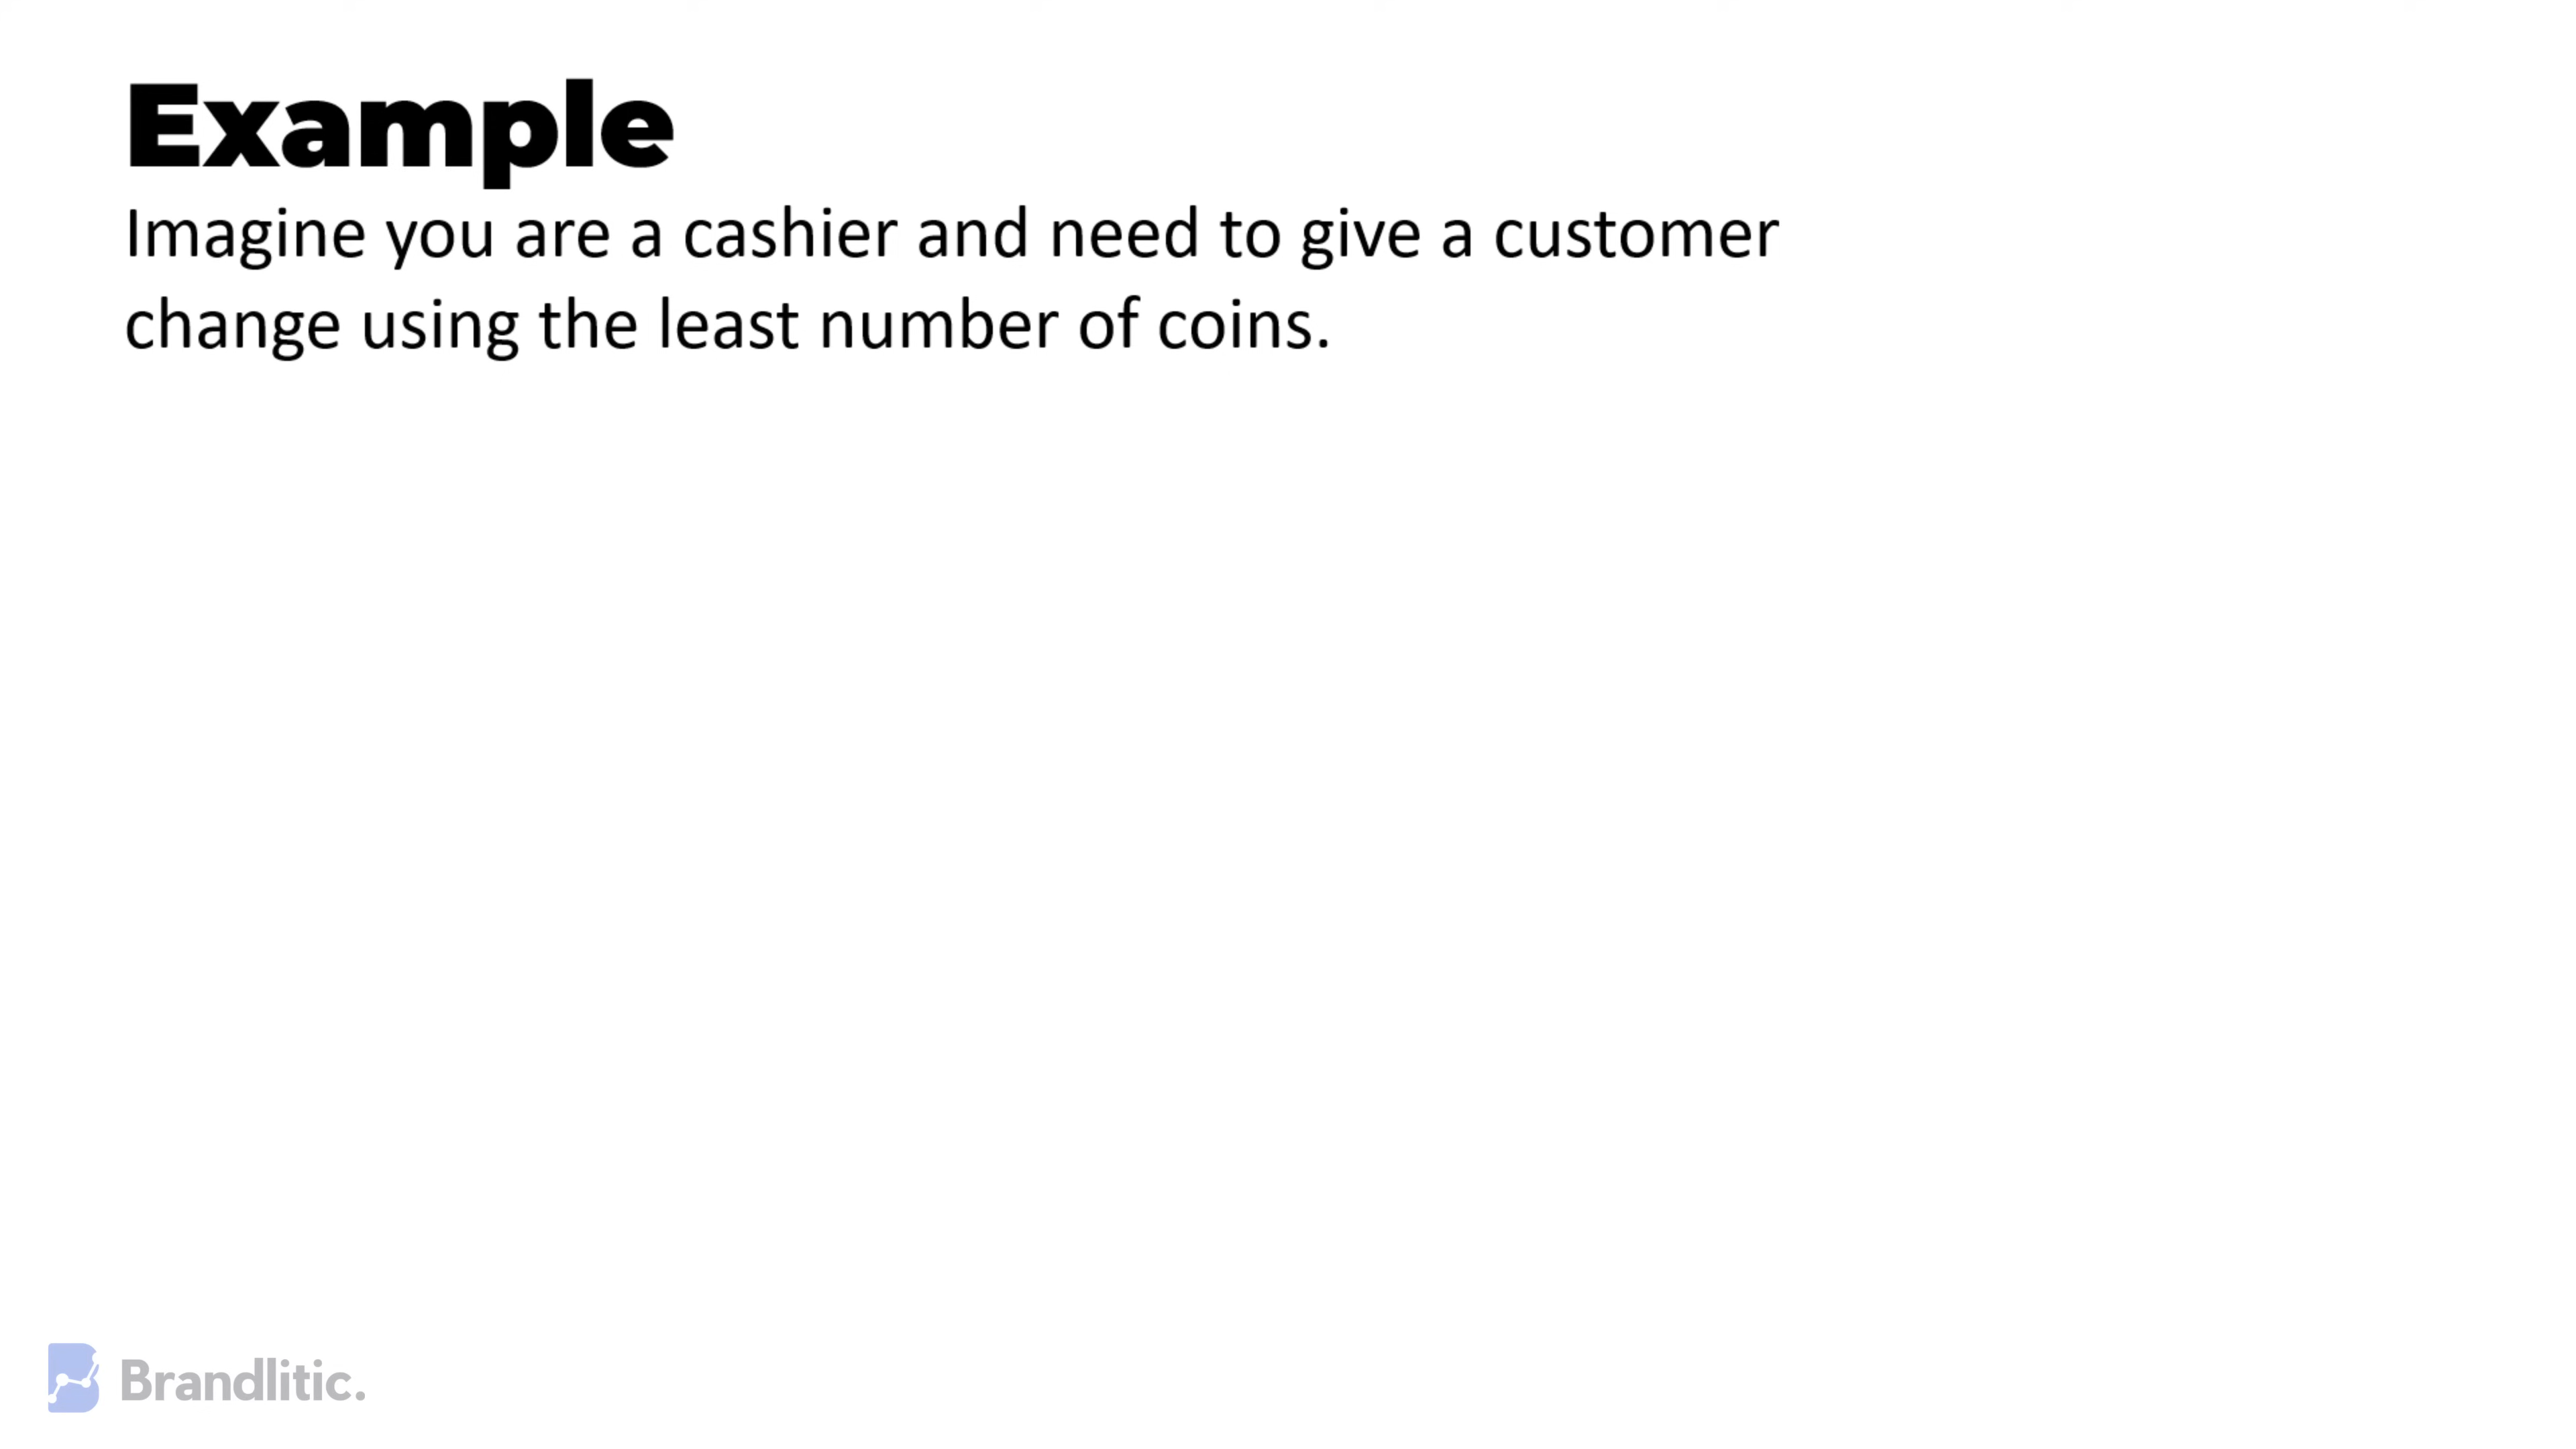 Example
Imagine you are a cashier and need to give a customer
change using the least number of coins.
Brandlitic.